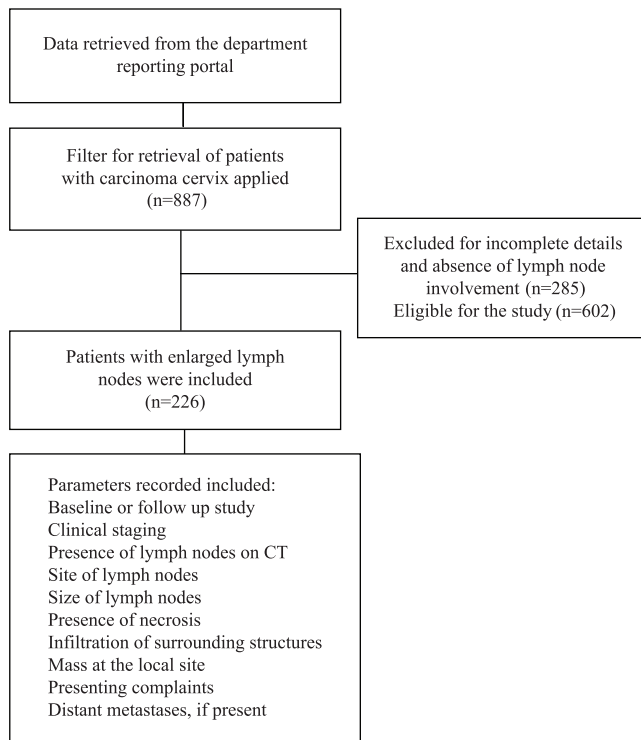 Data retrieved from the department
reporting portal
Filter for retrieval of patients
with carcinoma cervix applied
(n=887)
Excluded for incomplete details
and absence of lymph node
involvement (n=285)
Eligible for the study (n=602)
Patients with enlarged lymph
nodes were included
(n=226)
Parameters recorded included:
Baseline or follow up study
Clinical staging
Presence of lymph nodes on CT
Site of lymph nodes
Size of lymph nodes
Presence of necrosis
Infiltration of surrounding structures
Mass at the local site
Presenting complaints
Distant metastases, if present